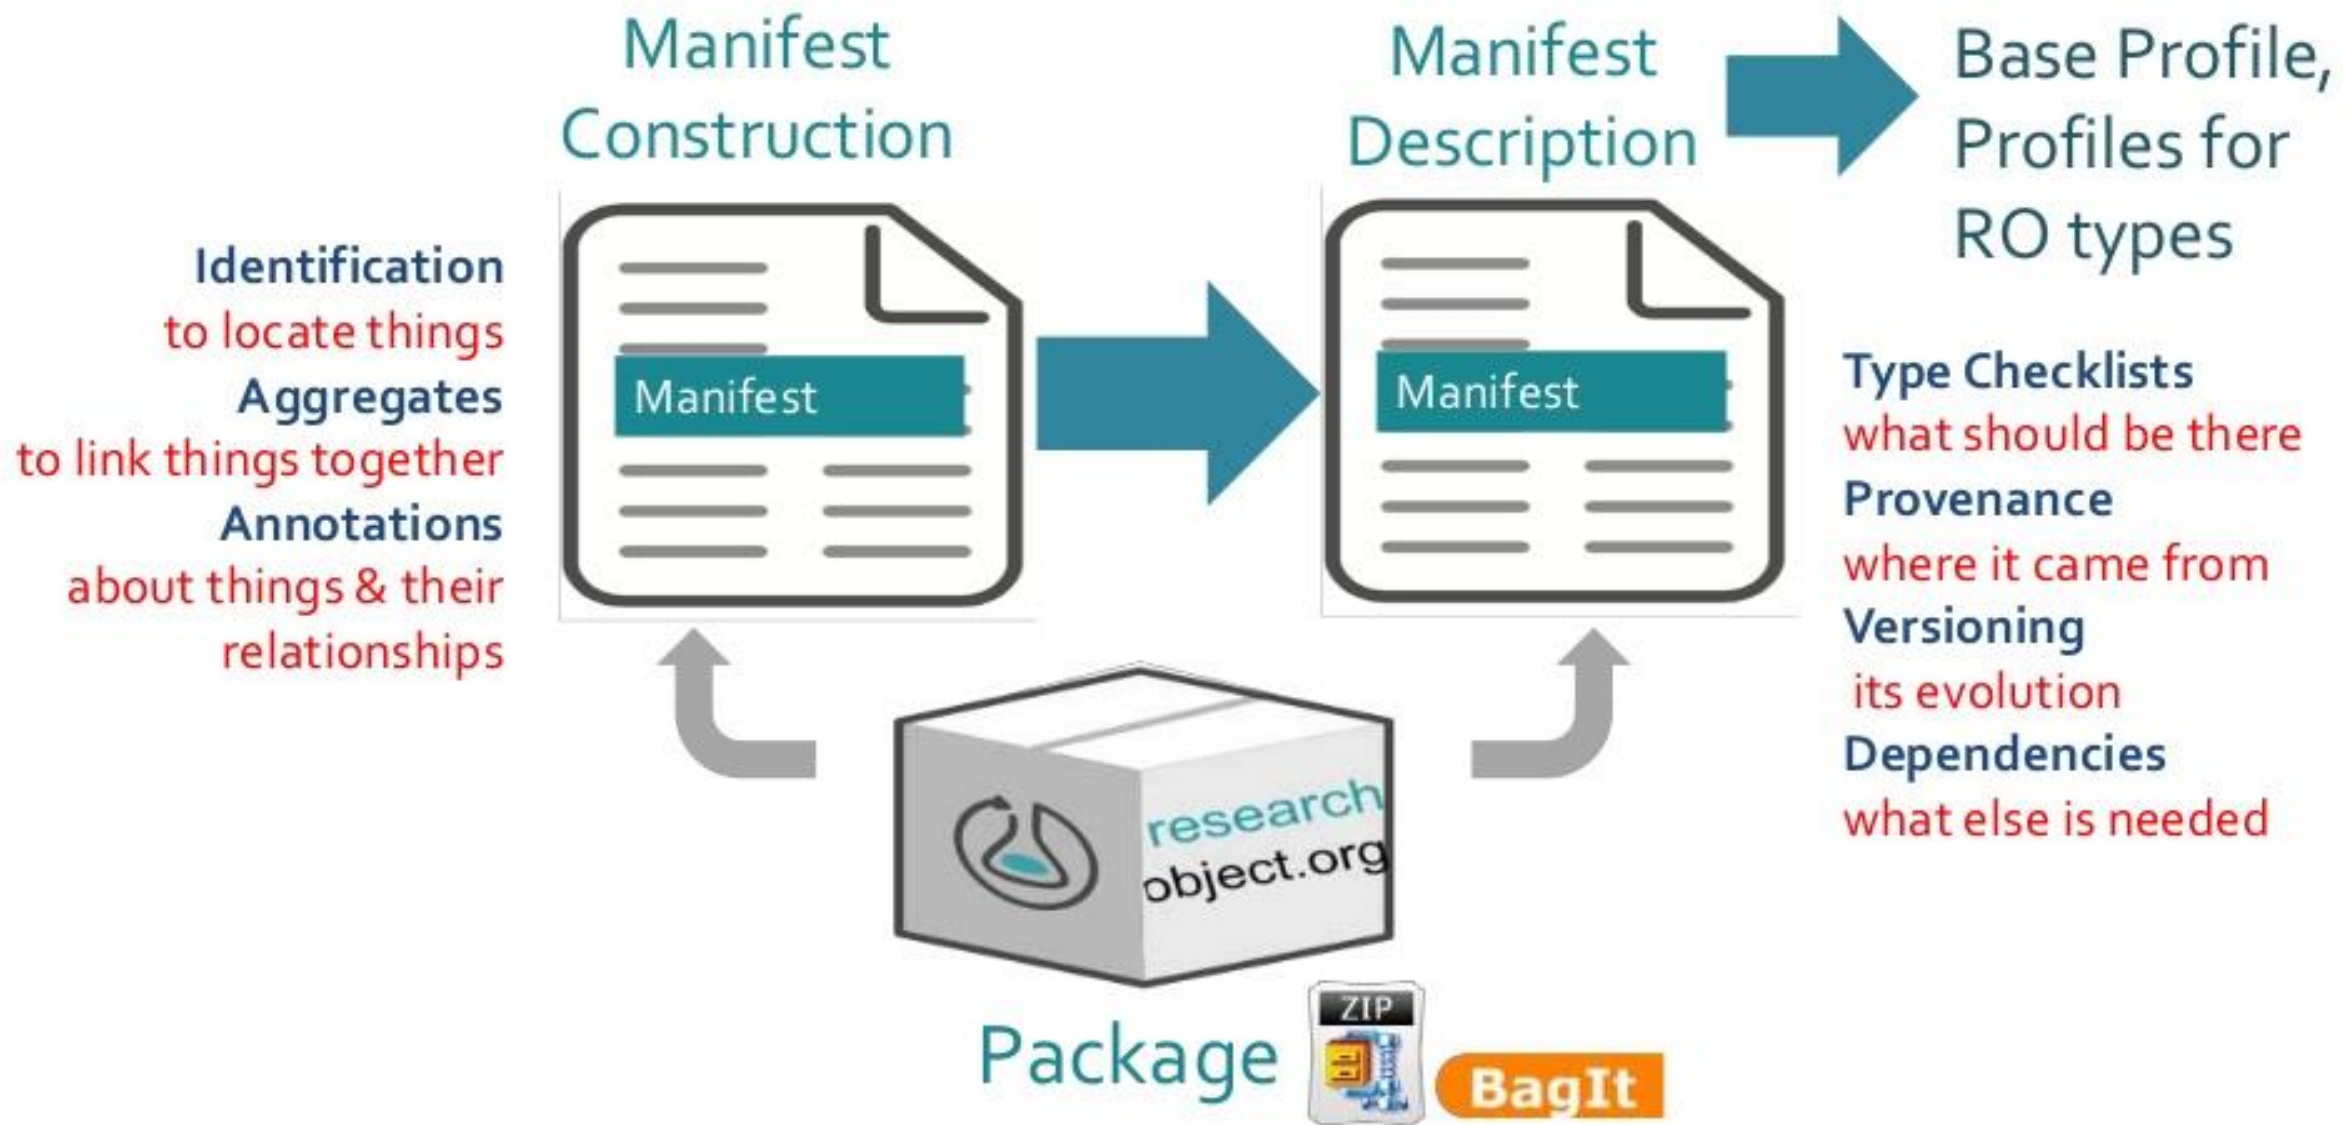 Manifest
Construction
Manifest
Description
Base Profile,
Profiles for
RO types
Identification
to locate things
Aggregates
to link things together
Annotations
about things & their
relationships
Manifest
Manifest
Type Checklists
what should be there
Provenance
where it came from
Versioning
its evolution
Dependencies
what else is needed
research
object.org
Package
ZIP
BagIt